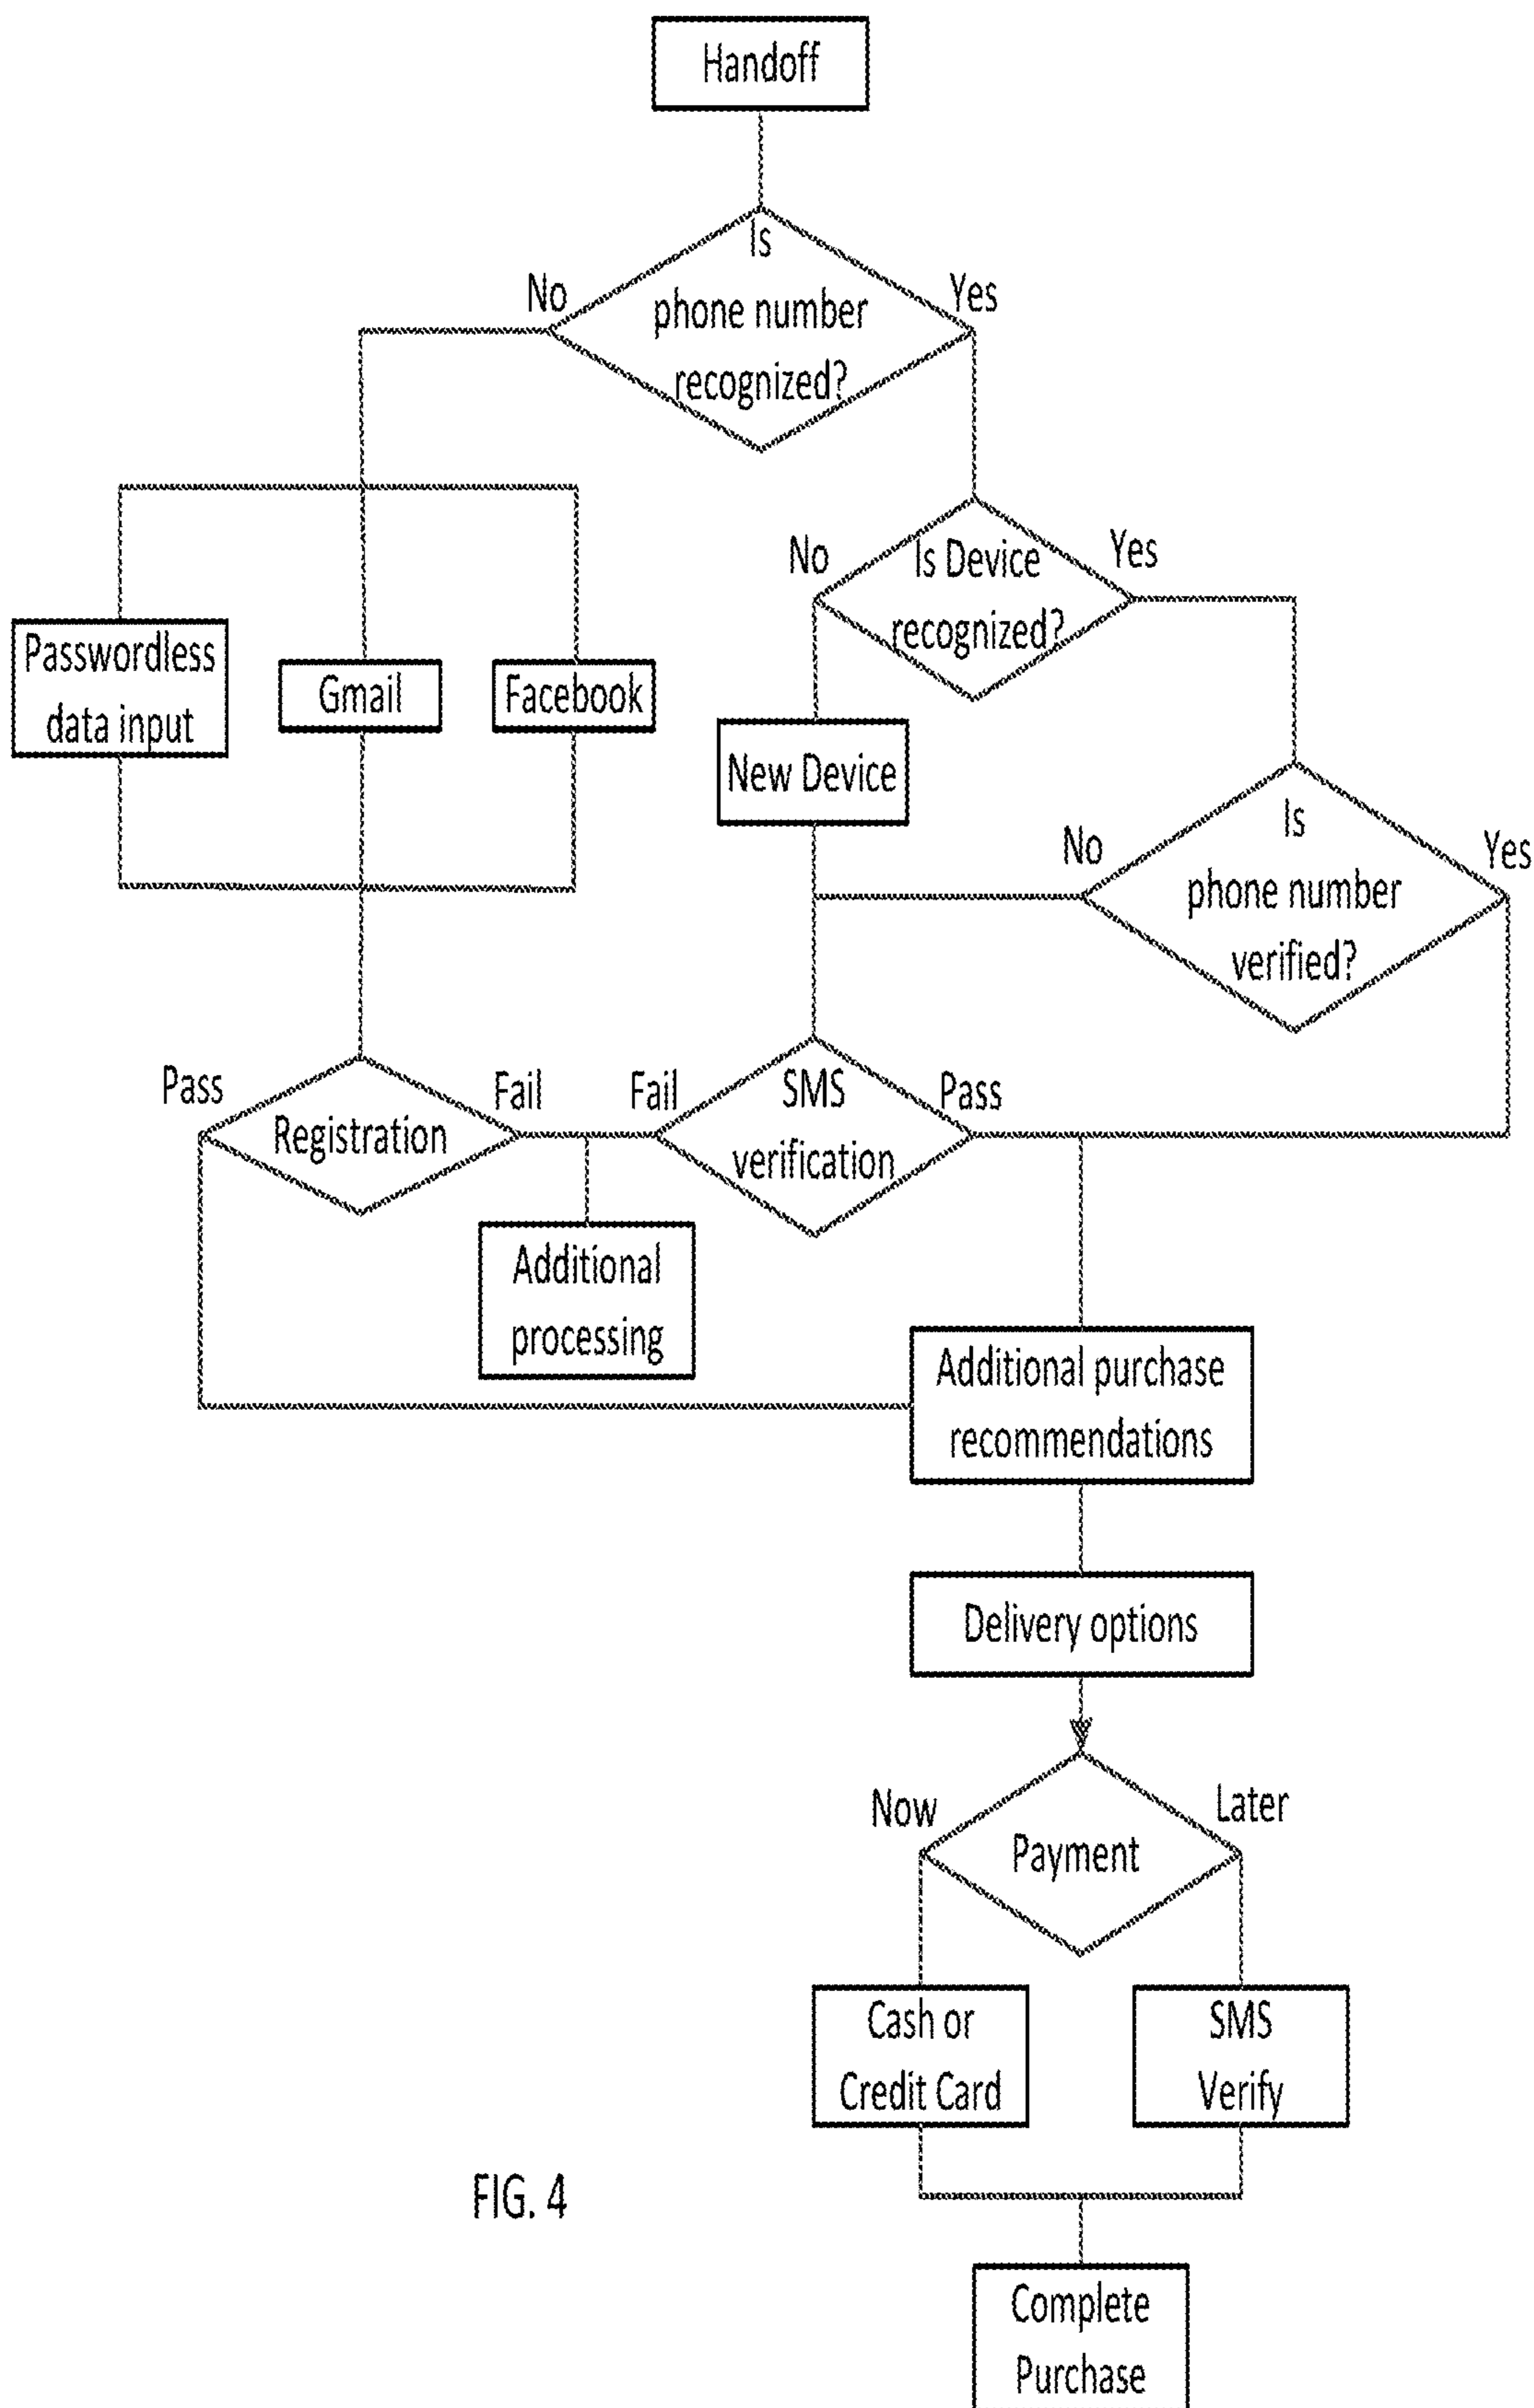 Handoff
Is
phone number
recognized?
No
Yes
Is Device
recognized?
No
Yes
Passwordless
data input
Gmail
Facebook
New Device
Is
phone number
verified?
No
Yes
Pass
Registration
Fail
Fail
SMS
verification
Pass
Additional
processing
Additional purchase
recommendations
Delivery options
Now
Payment
Later
Cash or
Credit Card
SMS
Verify
FIG. 4
Complete
Purchase